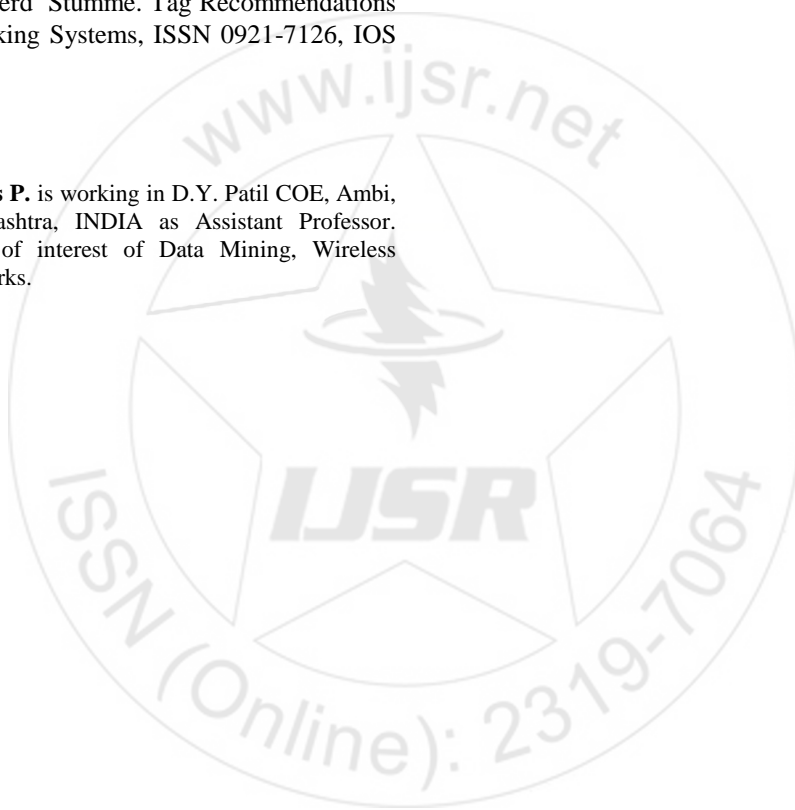 Stumme. Tag Recommendations
king Systems, ISSN 0921-7126, IOS
www.ijsr.net
P. is working in D.Y. Patil COE, Ambi,
ashtra, INDIA as Assistant Professor.
of interest of Data Mining, Wireless
rks.
IJSR
ISSN (Online): 2319-7064